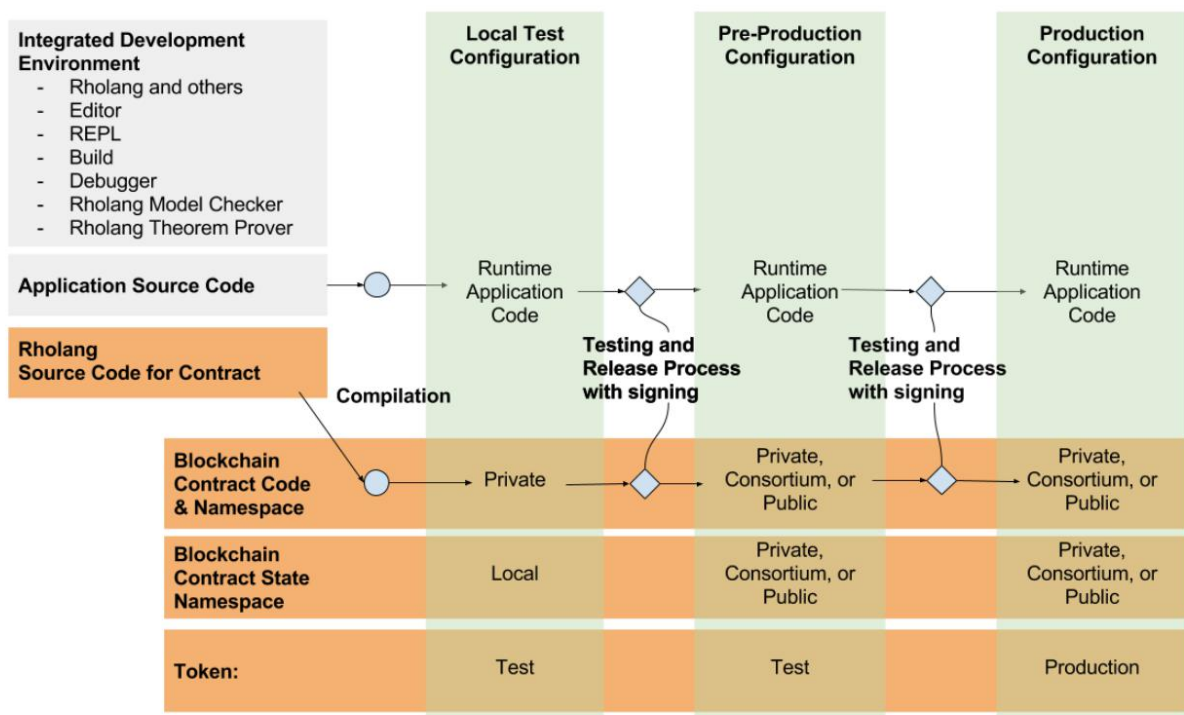 Integrated Development
Environment
- Rholang and others
- Editor
- REPL
- Build
- Debugger
- Rholang Model Checker
- Rholang Theorem Prover
Local Test
Configuration
Pre-Production
Configuration
Production
Configuration
Application Source Code
Runtime
Application
Code
Runtime
Application
Code
Runtime
Application
Code
Rholang
Source Code for Contract
Compilation
Testing and
Release Process
with signing
Testing and
Release Process
with signing
Blockchain
Contract Code
& Namespace
Private
Private,
Consortium, or
Public
Private,
Consortium, or
Public
Blockchain
Contract State
Namespace
Local
Private,
Consortium, or
Public
Private,
Consortium, or
Public
Token:
Test
Test
Production